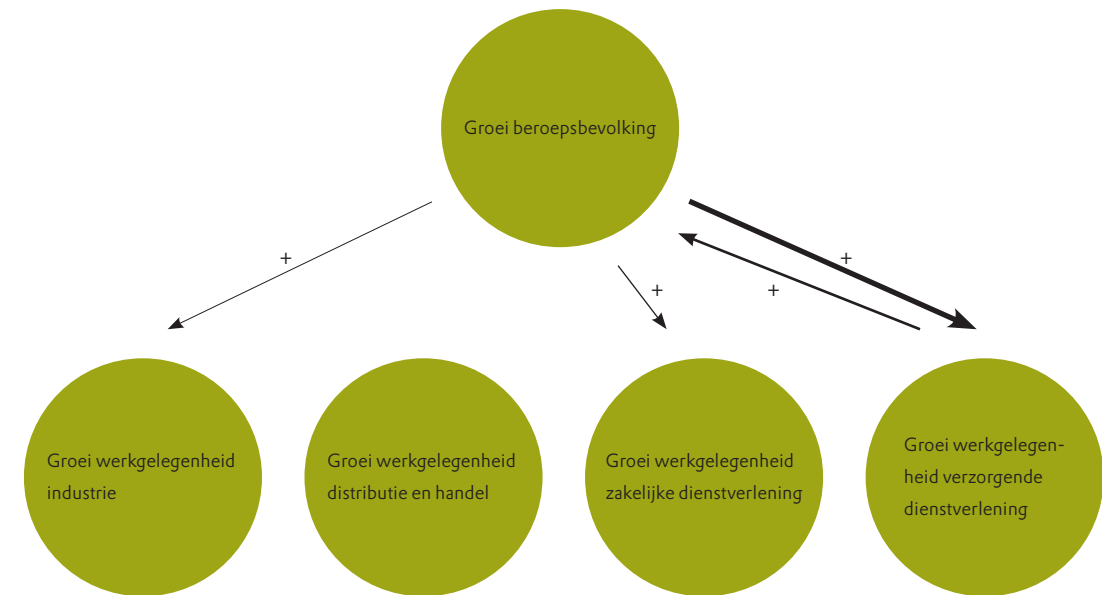 Groei beroepsbevolking
+
+
+
+
Groei werkgelegenheid
industrie
Groei werkgelegenheid
distributie en handel
Groei werkgelegenheid
zakelijke dienstverlening
Groei werkgelegen-
heid verzorgende
dienstverlening